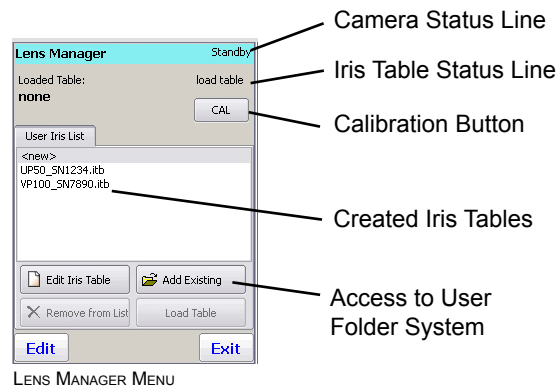 Camera Status Line
Lens Manager Standby
Iris Table Status Line
Loaded Table: load table
none
CAL
Calibration Button
User Iris List
<new>
UP50_SN1234.itb
VP100_SN7890.itb
Created Iris Tables
Edit Iris Table Add Existing
Access to User
Folder System
Remove from List Load Table
Edit Exit
LENS MANAGER MENU